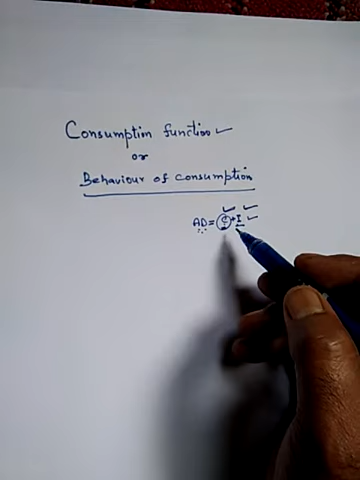 Consumption function ✓
or
Behaviour of consumption
AD = C + I